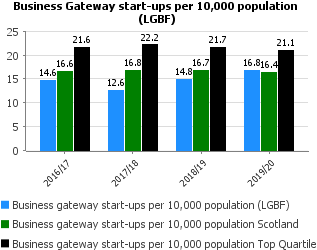 Business Gateway start-ups per 10,000 population
(LGBF)
25
20
15
10
5
0
14.6 16.6 21.6
12.6 16.8 22.2
14.8 16.7 21.7
16.8 16.4 21.1
2016/17 2017/18 2018/19 2019/20
Business gateway start-ups per 10,000 population (LGBF)
Business gateway start-ups per 10,000 population Scotland
Business gateway start-ups per 10,000 population Top Quartile